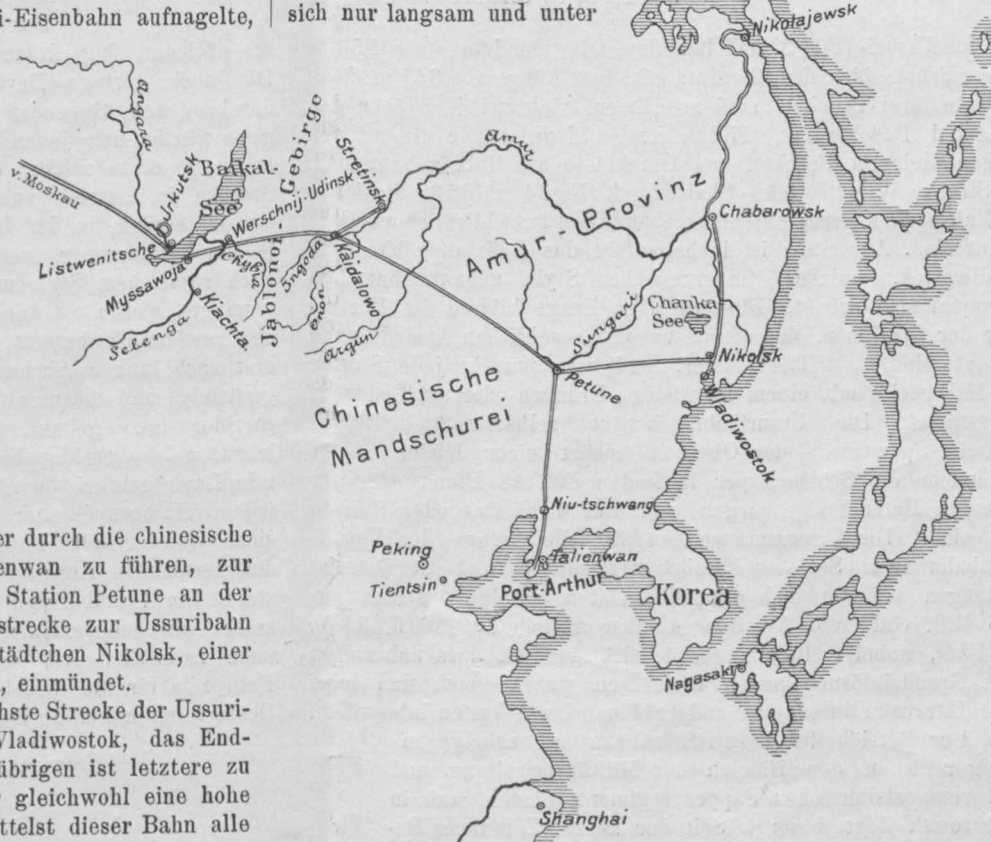 i-Eisenbahn aufnagelte,
sich nur langsam und unter
Nikolajewsk
Angara
v. Moskau
Irkutsk
Baikal-
See
Listwenitsche
Myssawoja
Werschnij-Udinsk
Selenga
Kiachta
Jablonoi Gebirge
Ingoda
Onon
Stretinsk
Kaidalowo
Argun
Amur
Amur-Provinz
Chabarowsk
Chanka-
See
Sungari
Nikolsk
Petune
Wladiwostok
Chinesische
Mandschurei
Niu-tschwang
Peking
Tientsin
Talienwan
Port-Arthur
Korea
Nagasaky
Shanghai
er durch die chinesische
enwan zu führen, zur
Station Petune an der
strecke zur Ussuribahn
tädtchen Nikolsk, einer
, einmündet.
chste Strecke der Ussuri-
Vladiwostok, das End-
übrigen ist letztere zu
gleichwohl eine hohe
ttelst dieser Bahn alle